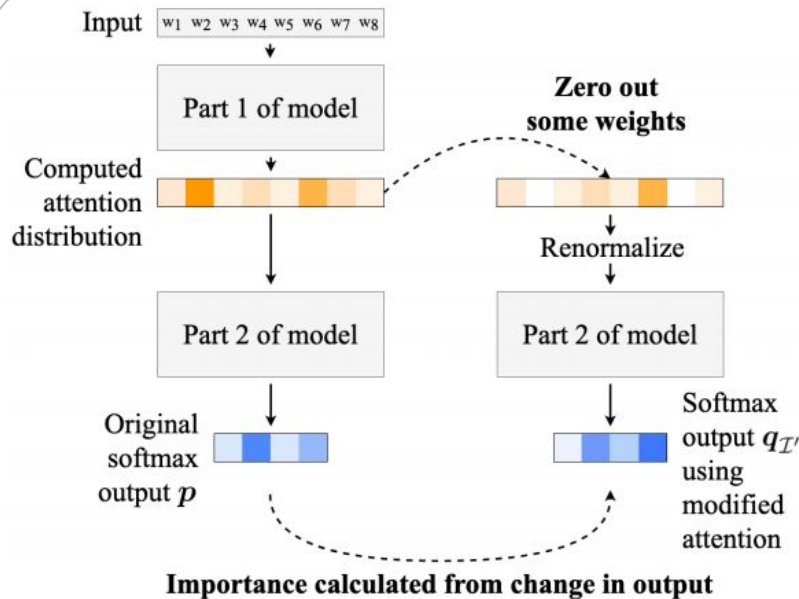 Input
w1 w2 w3 w4 w5 w6 w7 w8
Part 1 of model
Zero out
some weights
Computed
attention
distribution
Renormalize
Part 2 of model
Part 2 of model
Original
softmax
output p
Softmax
output qI′
using
modified
attention
Importance calculated from change in output